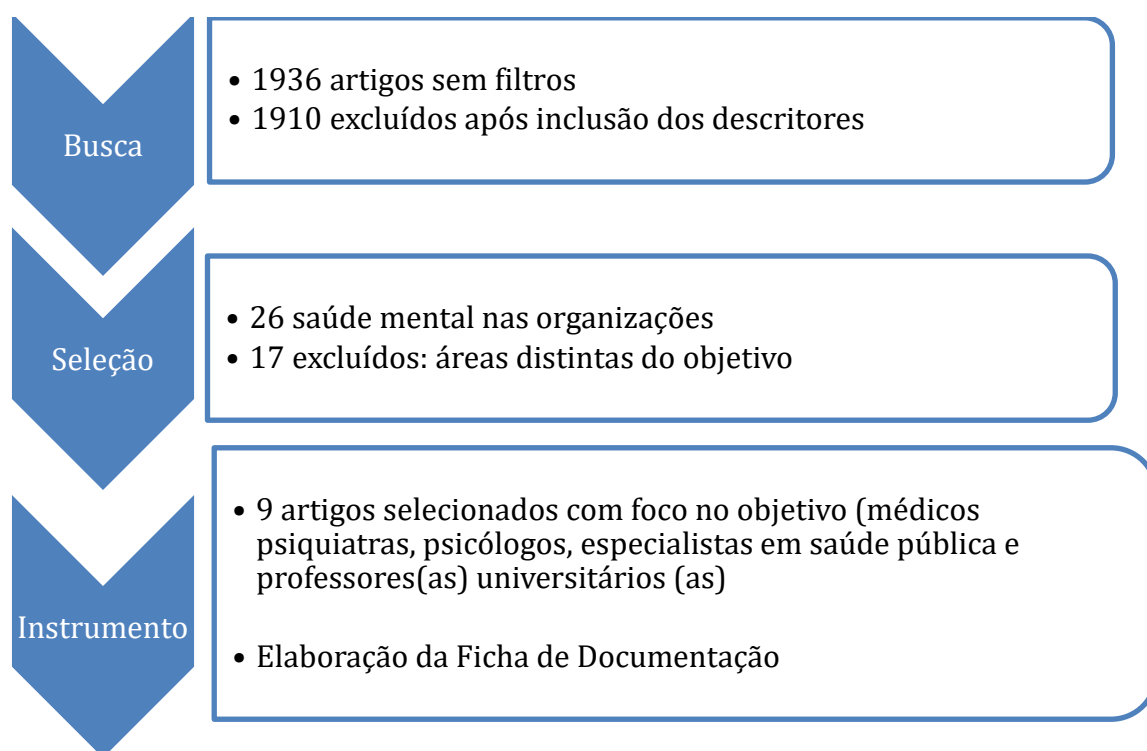 Busca
• 1936 artigos sem filtros
• 1910 excluídos após inclusão dos descritores
Seleção
• 26 saúde mental nas organizações
• 17 excluídos: áreas distintas do objetivo
Instrumento
• 9 artigos selecionados com foco no objetivo (médicos
psiquiatras, psicólogos, especialistas em saúde pública e
professores(as) universitários (as)
• Elaboração da Ficha de Documentação